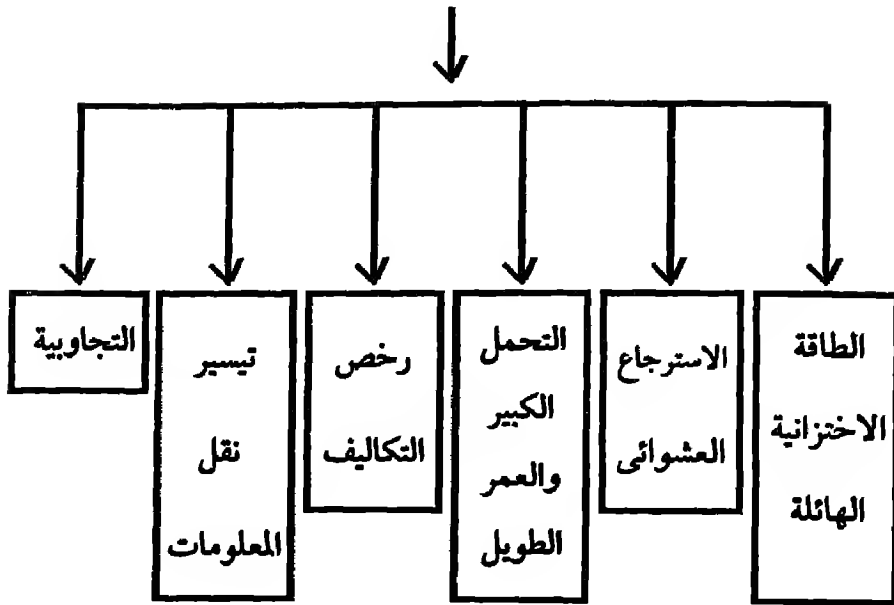 الطاقة
الاختزانية
الهائلة
الاسترجاع
العشوائى
التحمل
الكبير
والعمر
الطويل
رخص
التكاليف
تيسير
نقل
المعلومات
التجاوبية